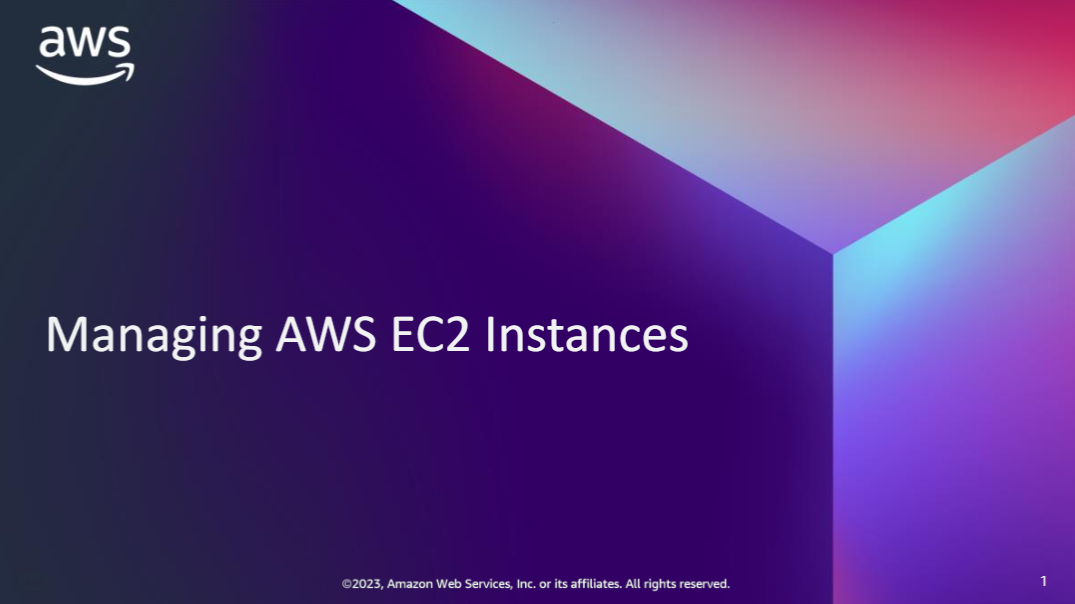 aws
Managing AWS EC2 Instances
©2023, Amazon Web Services, Inc. or its affiliates. All rights reserved.
1